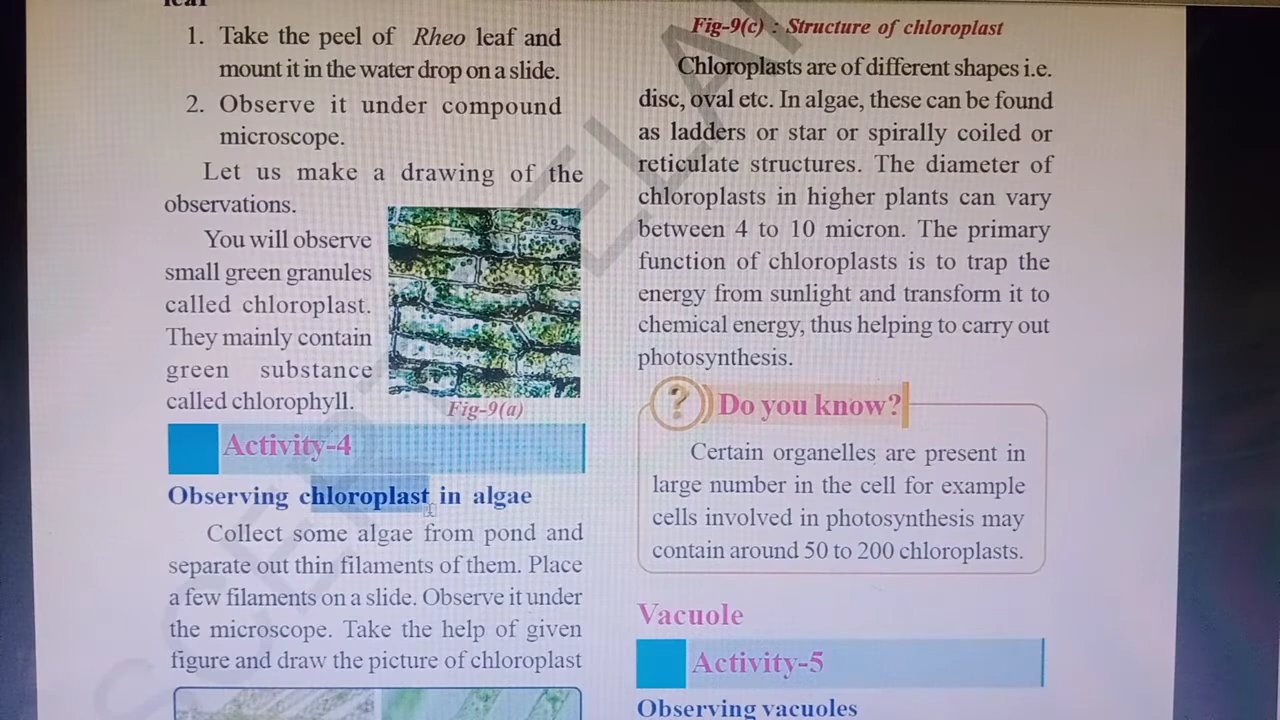 leaf
1. Take the peel of Rheo leaf and
mount it in the water drop on a slide.
2. Observe it under compound
microscope.
Let us make a drawing of the
observations.
You will observe
small green granules
called chloroplast.
They mainly contain
green substance
called chlorophyll.
Fig-9(a)
Activity-4
Observing chloroplast in algae
Collect some algae from pond and
separate out thin filaments of them. Place
a few filaments on a slide. Observe it under
the microscope. Take the help of given
figure and draw the picture of chloroplast
Fig-9(c) : Structure of chloroplast
Chloroplasts are of different shapes i.e.
disc, oval etc. In algae, these can be found
as ladders or star or spirally coiled or
reticulate structures. The diameter of
chloroplasts in higher plants can vary
between 4 to 10 micron. The primary
function of chloroplasts is to trap the
energy from sunlight and transform it to
chemical energy, thus helping to carry out
photosynthesis.
? Do you know?
Certain organelles are present in
large number in the cell for example
cells involved in photosynthesis may
contain around 50 to 200 chloroplasts.
Vacuole
Activity-5
Observing vacuoles